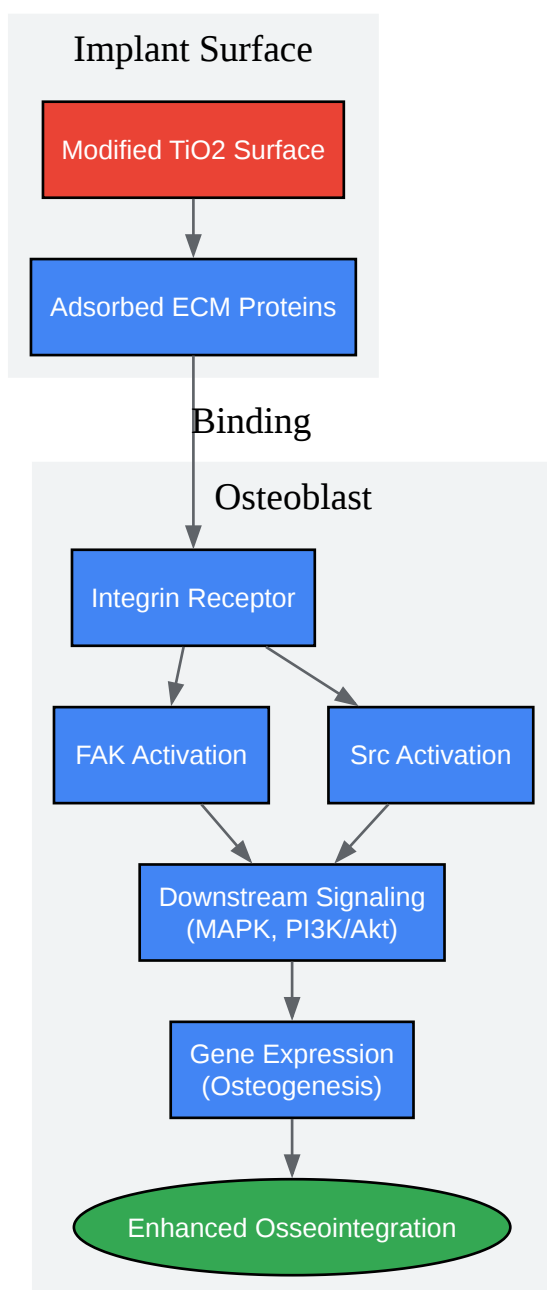 Implant Surface
Modified TiO2 Surface
Adsorbed ECM Proteins
Binding
Osteoblast
Integrin Receptor
FAK Activation
Src Activation
Downstream Signaling
(MAPK, PI3K/Akt)
Gene Expression
(Osteogenesis)
Enhanced Osseointegration